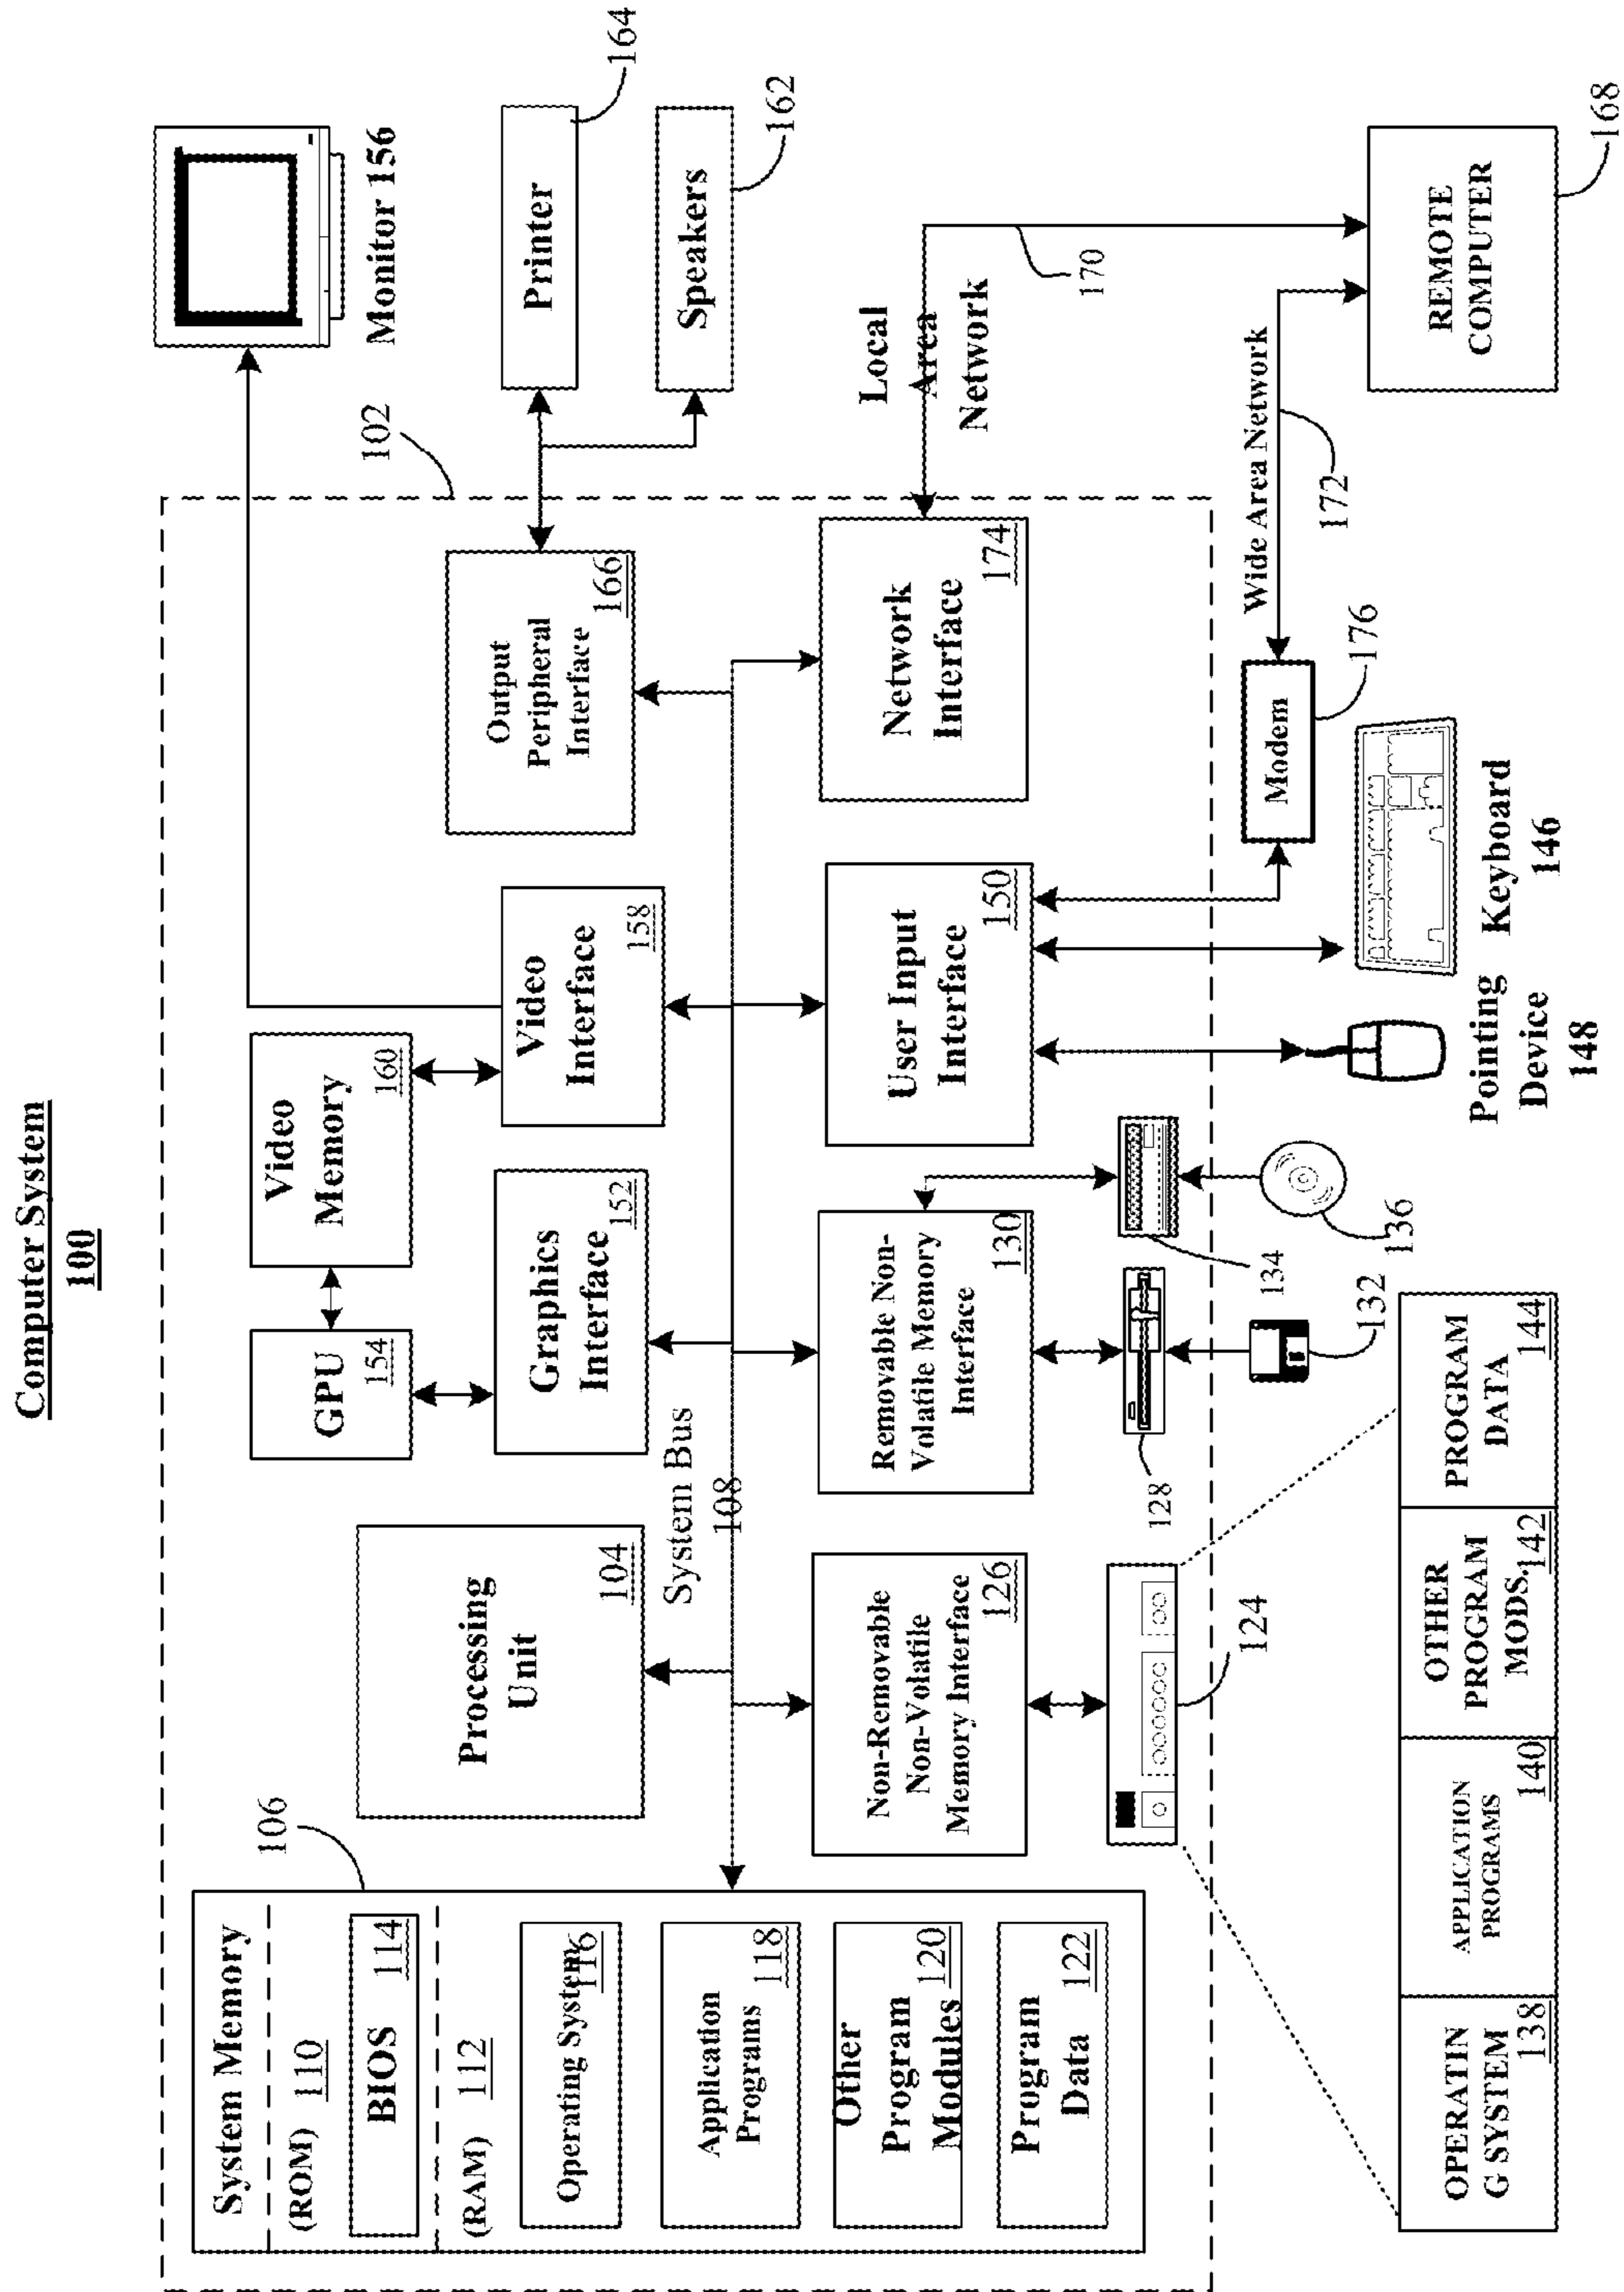 Computer System
100
System Memory
(ROM) 110
BIOS 114
(RAM) 112
Operating System
116
Application
Programs
118
Other
Program
Modules 120
Program
Data 122
106
Processing
Unit
104
System Bus
108
GPU
154
Video
Memory
160
Graphics
Interface
152
Video
Interface
158
Output
Peripheral
Interface
166
102
Monitor 156
Printer
164
Speakers
162
Non-Removable
Non-Volatile
Memory Interface
126
Removable Non-
Volatile Memory
Interface
130
User Input
Interface
150
Network
Interface
174
Local
Area
Network
170
124
128
134
132
136
Pointing
Device
148
Keyboard
146
Modem
176
Wide Area Network
172
REMOTE
COMPUTER
168
OPERATIN
G SYSTEM
138
APPLICATION
PROGRAMS
140
OTHER
PROGRAM
MODS. 142
PROGRAM
DATA
144